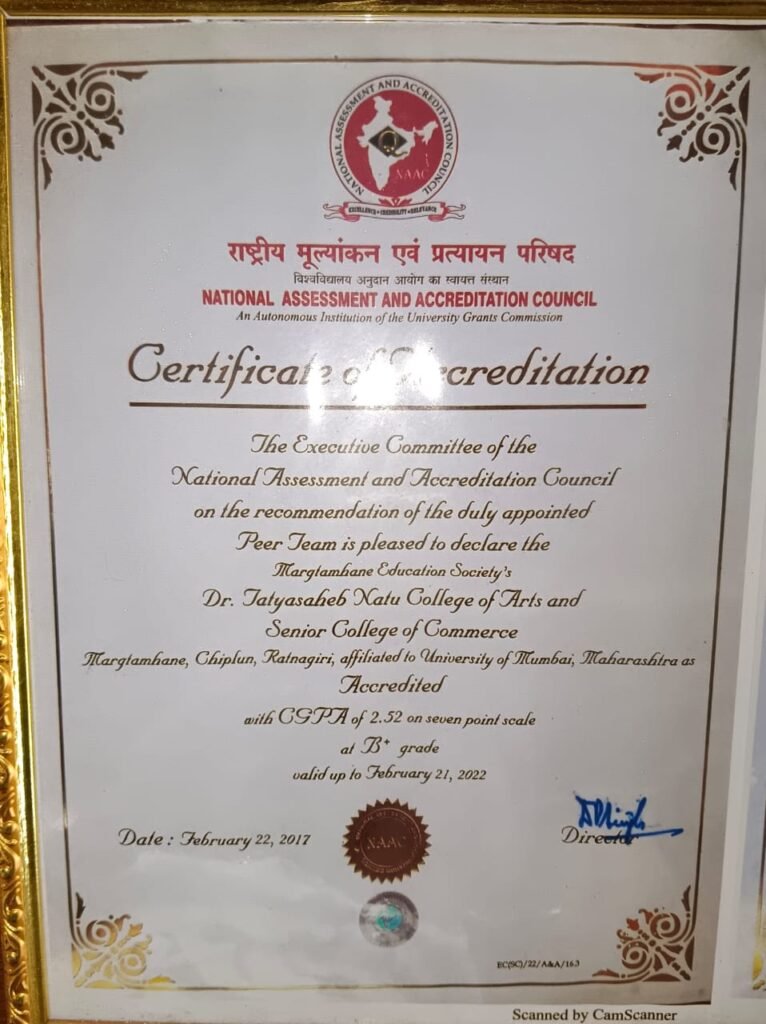 NATIONAL ASSESSMENT AND ACCREDITATION COUNCIL
NAAC
EXCELLENCE • CREDIBILITY • RELEVANCE
राष्ट्रीय मूल्यांकन एवं प्रत्यायन परिषद
विश्वविद्यालय अनुदान आयोग का स्वायत्त संस्थान
NATIONAL ASSESSMENT AND ACCREDITATION COUNCIL
An Autonomous Institution of the University Grants Commission
Certificate of Accreditation
The Executive Committee of the
National Assessment and Accreditation Council
on the recommendation of the duly appointed
Peer Team is pleased to declare the
Margtamhane Education Society's
Dr. Tatyasaheb Natu College of Arts and
Senior College of Commerce
Margtamhane, Chiplun, Ratnagiri, affiliated to University of Mumbai, Maharashtra as
Accredited
with CGPA of 2.52 on seven point scale
at B+ grade
valid up to February 21, 2022
Date : February 22, 2017
NAAC
Director
EC(SC)/22/A&A/16.3
Scanned by CamScanner